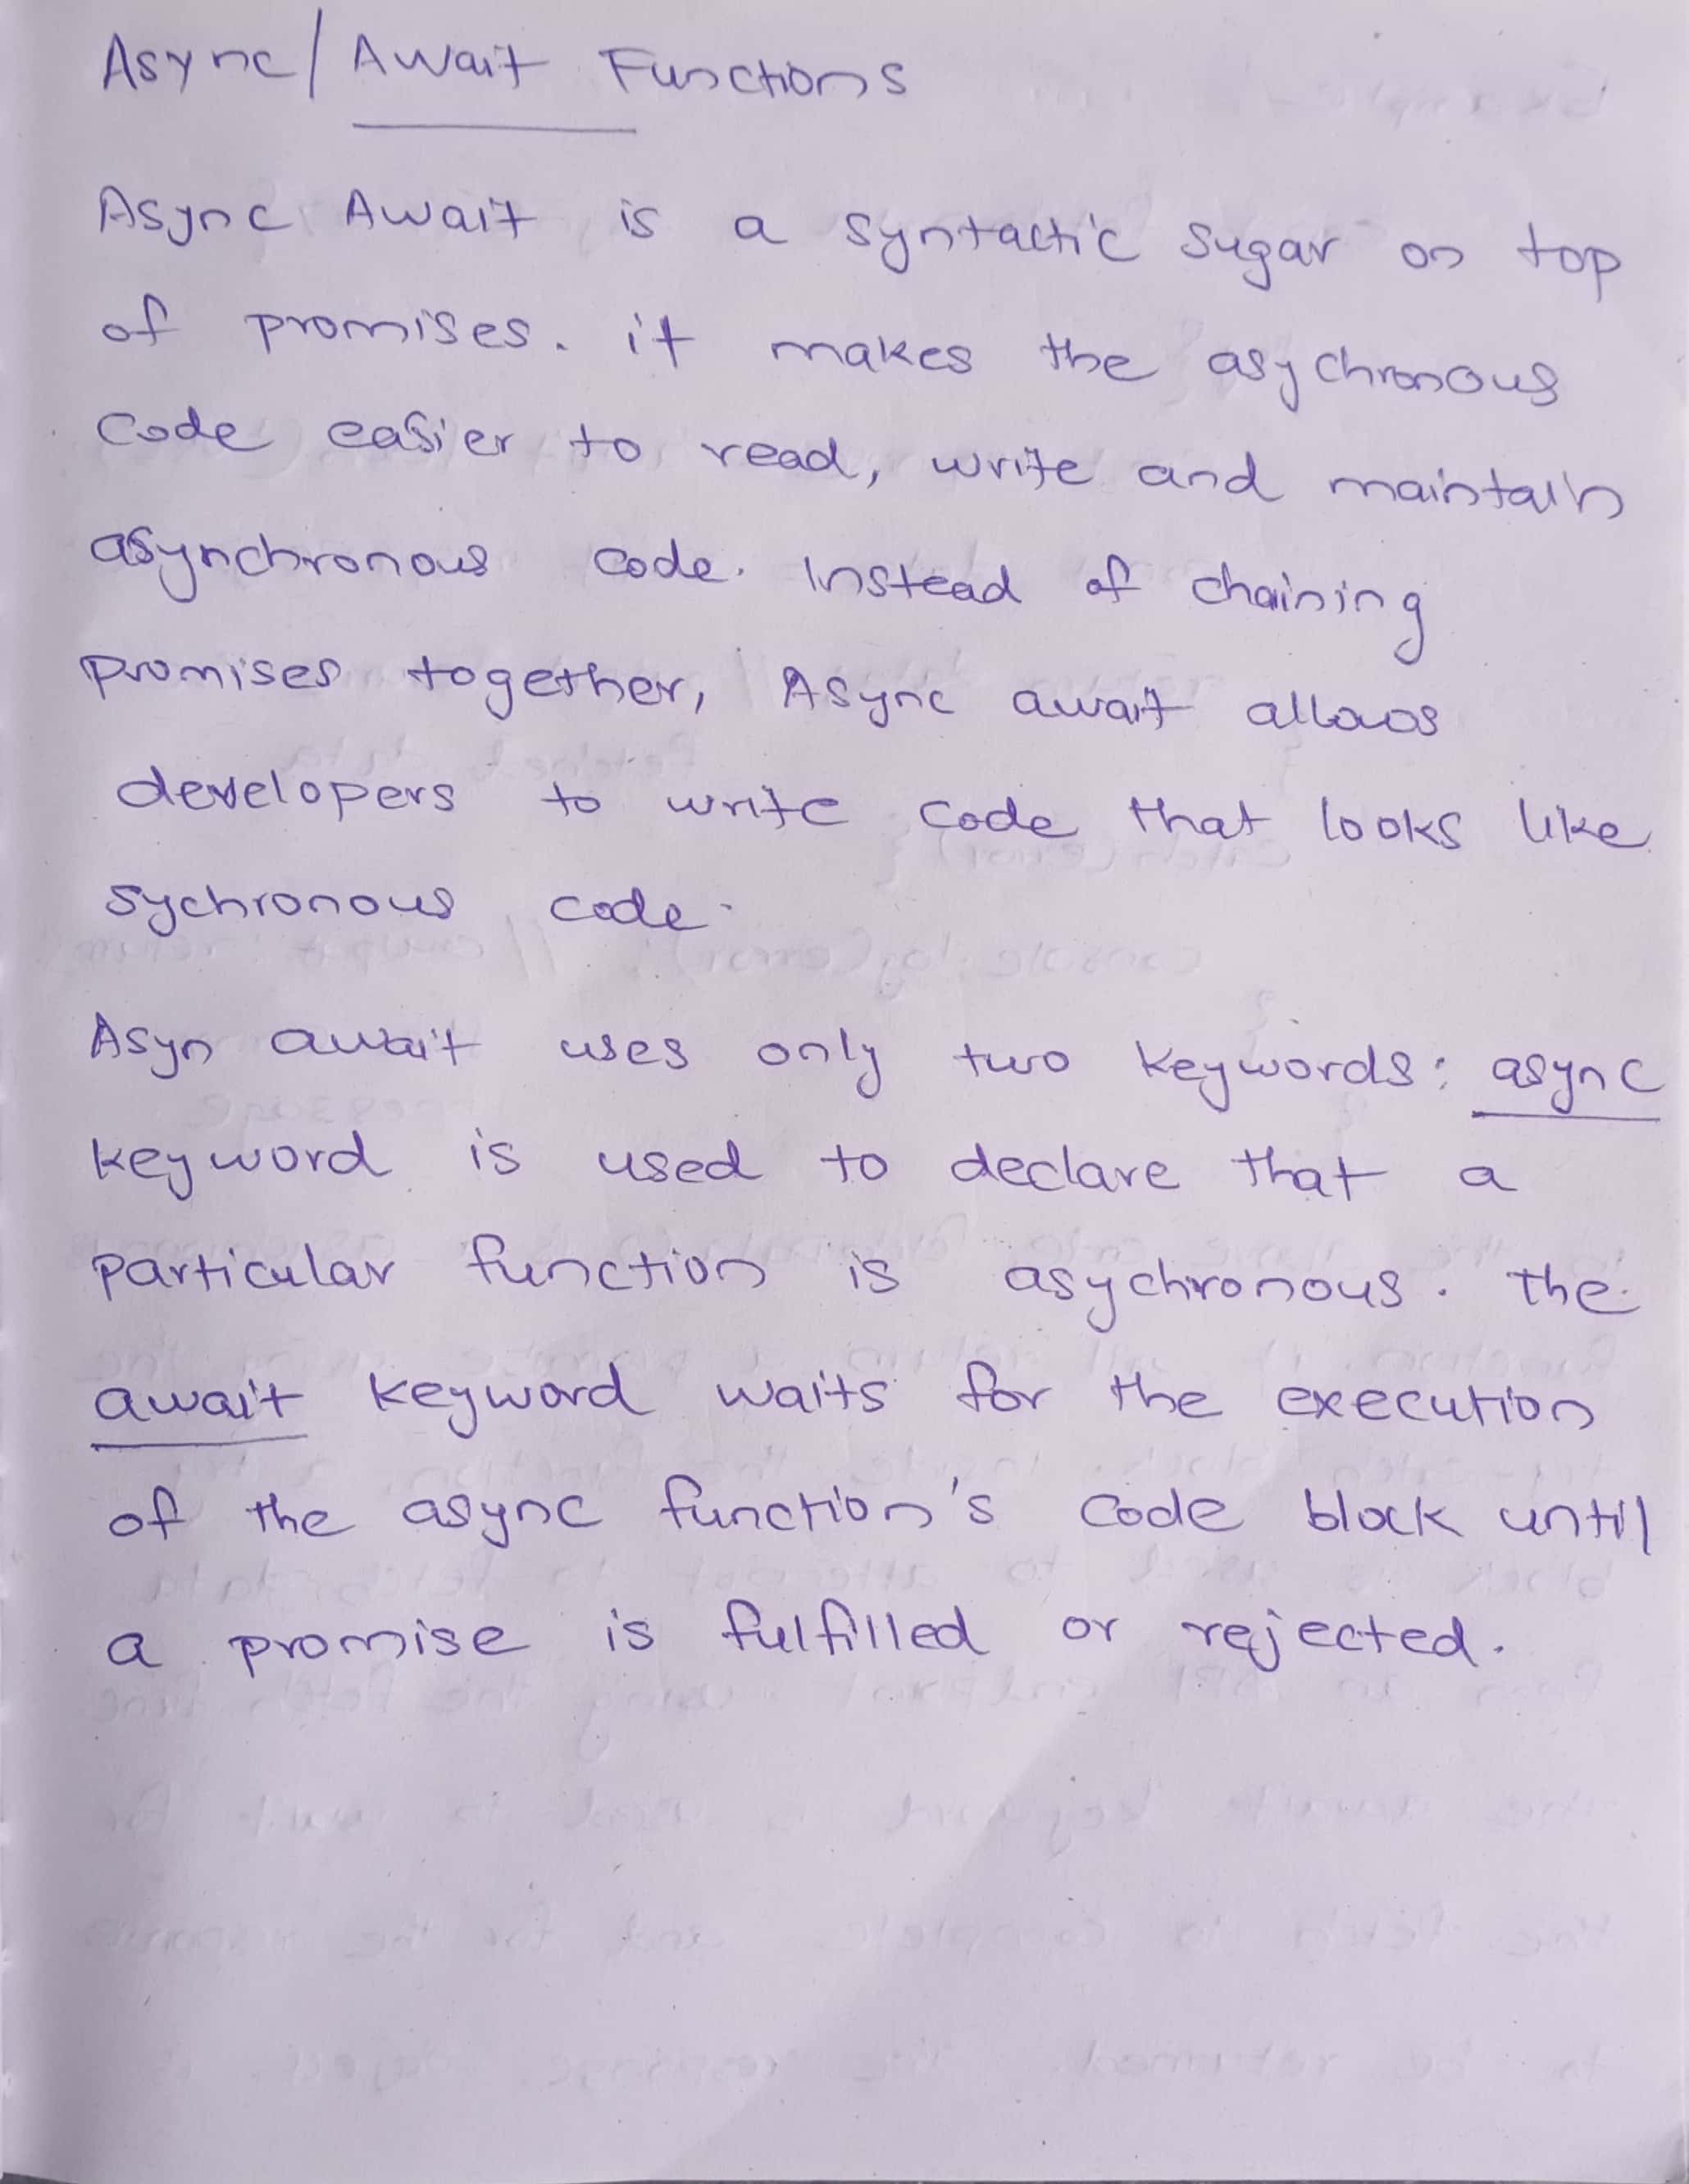 Async/Await Functions
Async Await is a syntactic sugar on top
of promises. it makes the asychronous
code easier to read, write and maintain
asynchronous code. Instead of chaining
promises together, Async await allows
developers to write code that looks like
sychronous code.
Asyn await uses only two keywords: async
keyword is used to declare that a
particular function is asychronous. the
await keyword waits for the execution
of the async function's code block until
a promise is fulfilled or rejected.